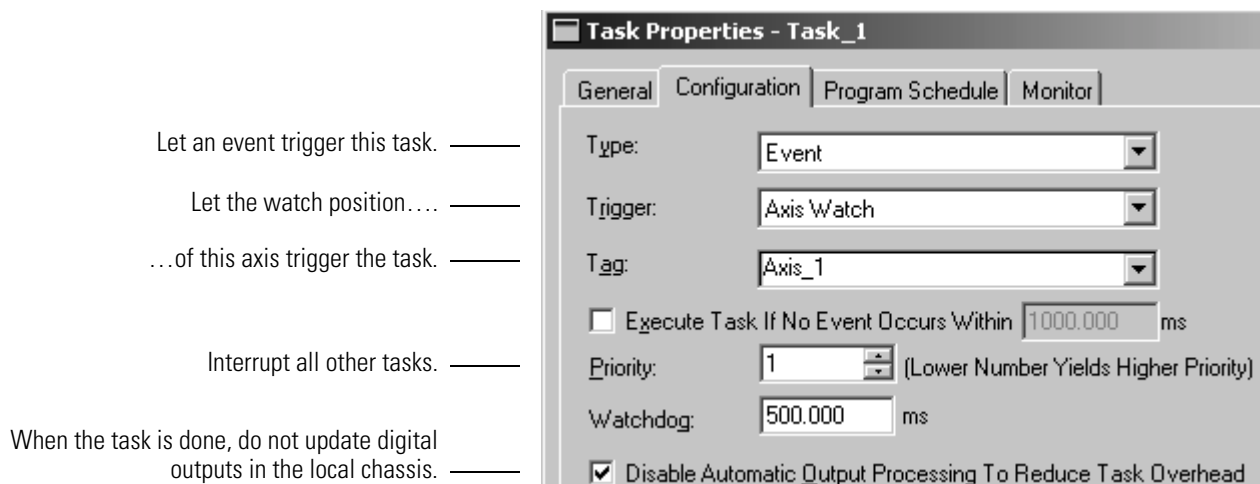 Task Properties - Task_1
General Configuration Program Schedule Monitor
Let an event trigger this task.
Type: Event
Let the watch position….
Trigger: Axis Watch
…of this axis trigger the task.
Tag: Axis_1
Execute Task If No Event Occurs Within 1000.000 ms
Interrupt all other tasks.
Priority: 1 (Lower Number Yields Higher Priority)
Watchdog: 500.000 ms
When the task is done, do not update digital
outputs in the local chassis.
Disable Automatic Output Processing To Reduce Task Overhead